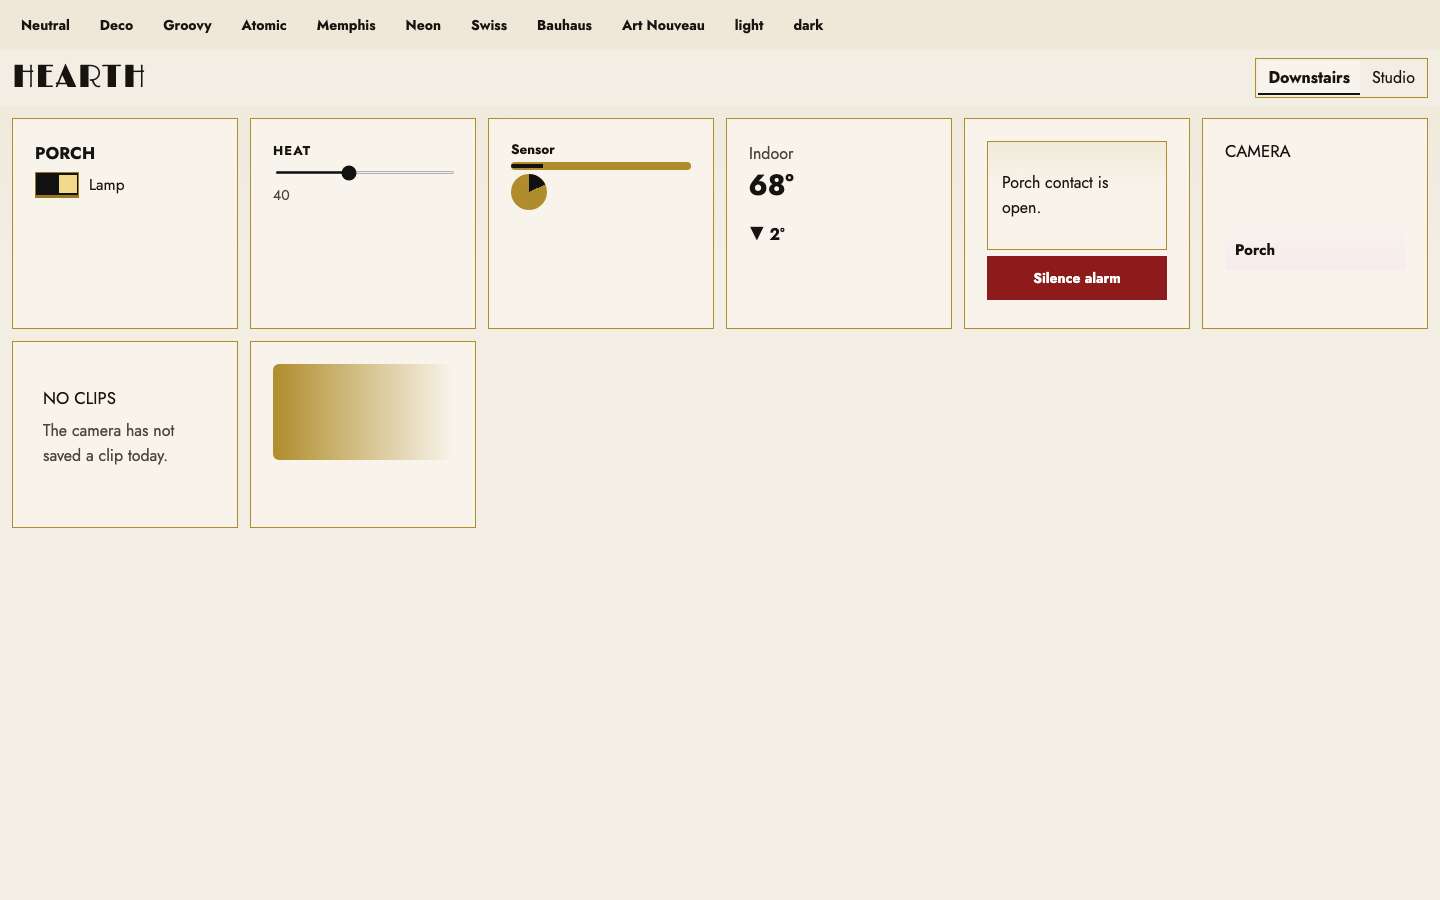 Neutral Deco Groovy Atomic Memphis Neon Swiss Bauhaus Art Nouveau light dark
HEARTH
Downstairs Studio
PORCH
Lamp
HEAT
40
Sensor
Indoor
68°
▼ 2°
Porch contact is
open.
Silence alarm
CAMERA
Porch
NO CLIPS
The camera has not
saved a clip today.